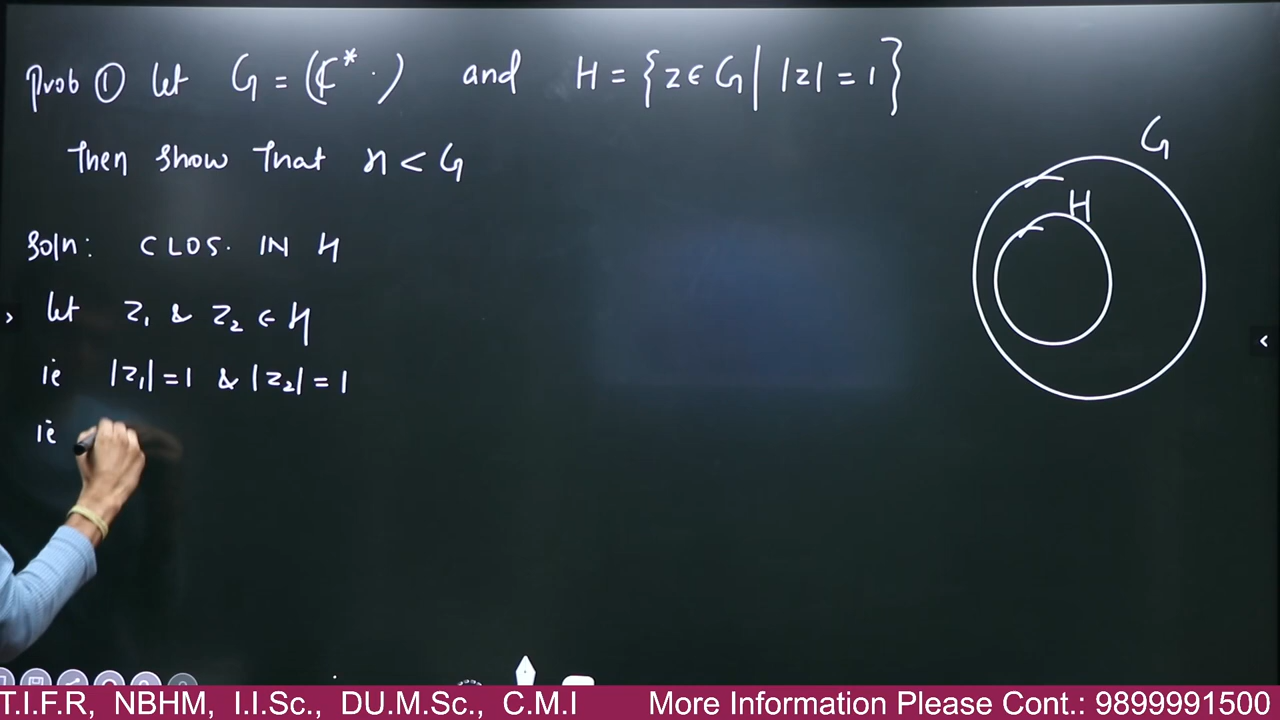 Prob ① let G = (ℂ* ·) and H = {z ∈ G | |z| = 1}
Then show that H < G
G
H
Soln: CLOS. IN H
let z₁ & z₂ ∈ H
ie |z₁| = 1 & |z₂| = 1
ie
T.I.F.R, NBHM, I.I.Sc., DU.M.Sc., C.M.I More Information Please Cont.: 9899991500